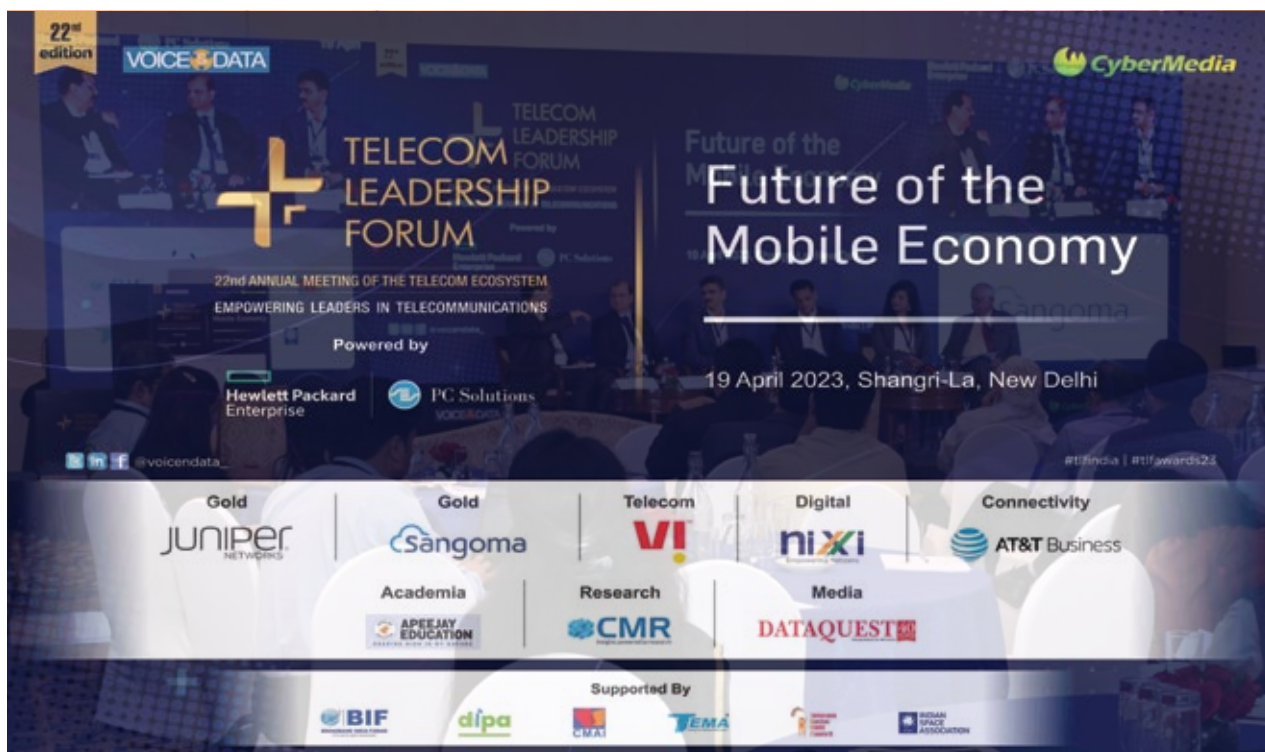 22nd
edition
VOICE&DATA
CyberMedia
TELECOM
LEADERSHIP
FORUM
22nd ANNUAL MEETING OF THE TELECOM ECOSYSTEM
EMPOWERING LEADERS IN TELECOMMUNICATIONS
Powered by
Hewlett Packard
Enterprise
PC Solutions
Future of the
Mobile Economy
19 April 2023, Shangri-La, New Delhi
@voicendata_
#tlfindia | #tlfawards23
Gold
JUNIPER
NETWORKS
Gold
Sangoma
Telecom
VI
Digital
nixi
Connectivity
AT&T Business
Academia
APEEJAY
EDUCATION
Research
CMR
Media
DATAQUEST
Supported By
BIF
dipa
CMAI
TEMA
INDIAN
SPACE
ASSOCIATION